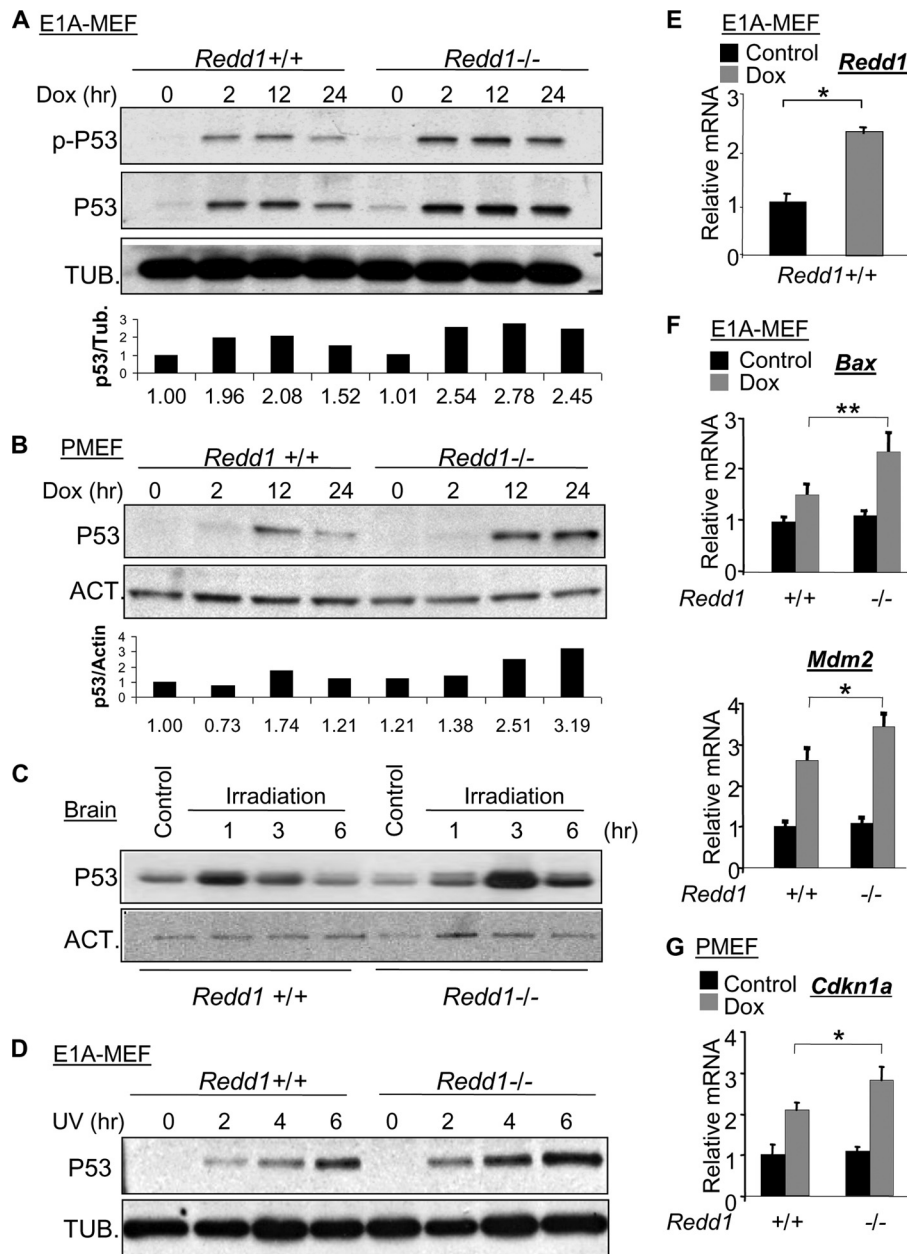 A E1A-MEF
Redd1+/+ Redd1-/-
Dox (hr) 0 2 12 24 0 2 12 24
p-P53
P53
TUB.
p53/Tub.
3
2
1
0
1.00 1.96 2.08 1.52 1.01 2.54 2.78 2.45
B PMEF
Redd1 +/+ Redd1-/-
Dox (hr) 0 2 12 24 0 2 12 24
P53
ACT.
p53/Actin
4
3
2
1
0
1.00 0.73 1.74 1.21 1.21 1.38 2.51 3.19
C
Brain
Control Irradiation Control Irradiation
1 3 6 1 3 6 (hr)
P53
ACT.
Redd1 +/+ Redd1-/-
D E1A-MEF
Redd1+/+ Redd1-/-
UV (hr) 0 2 4 6 0 2 4 6
P53
TUB.
E E1A-MEF
Control
Dox
Redd1
*
Relative mRNA
3
2
1
0
Redd1+/+
F E1A-MEF
Control
Dox
Bax
**
Relative mRNA
3
2
1
0
Redd1 +/+ -/-
Mdm2
*
Relative mRNA
4
3
2
1
0
Redd1 +/+ -/-
G PMEF
Control
Dox
Cdkn1a
*
Relative mRNA
4
3
2
1
0
Redd1 +/+ -/-